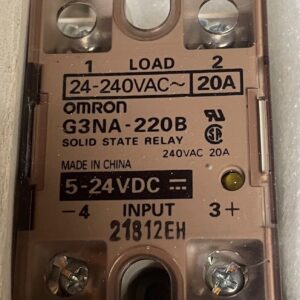 1 LOAD 2
24-240VAC~ 20A
OMRON
G3NA-220B
SOLID STATE RELAY
240VAC 20A
MADE IN CHINA
5-24VDC
-4 INPUT 3+
21812EH